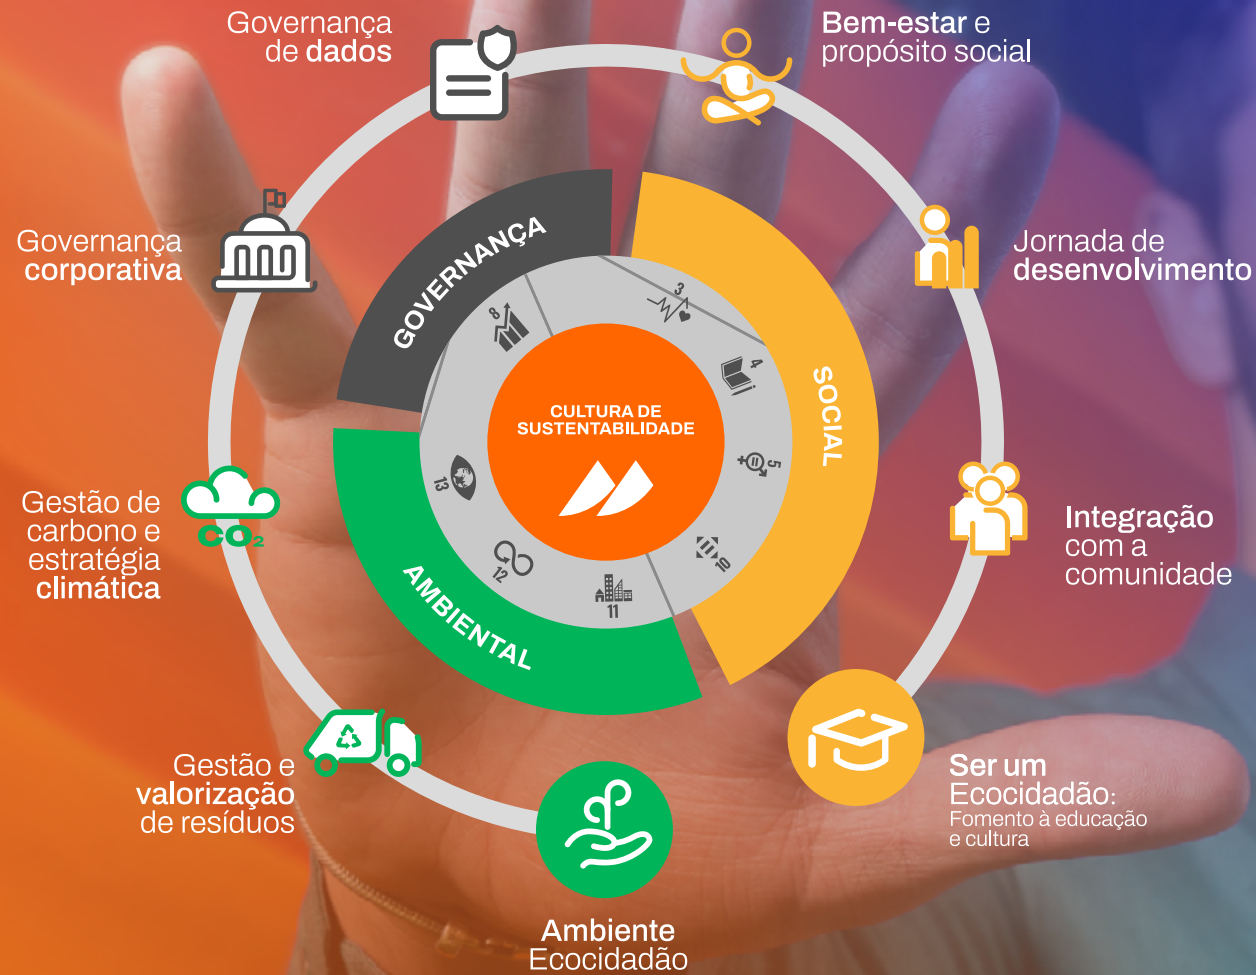 Governança
de dados
Bem-estar e
propósito social
Governança
corporativa
Jornada de
desenvolvimento
GOVERNANÇA
SOCIAL
AMBIENTAL
8
3
4
5
10
11
12
13
CULTURA DE
SUSTENTABILIDADE
Gestão de
carbono e
estratégia
climática
CO₂
Integração
com a
comunidade
Gestão e
valorização
de resíduos
Ser um
Ecocidadão:
Fomento à educação
e cultura
Ambiente
Ecocidadão